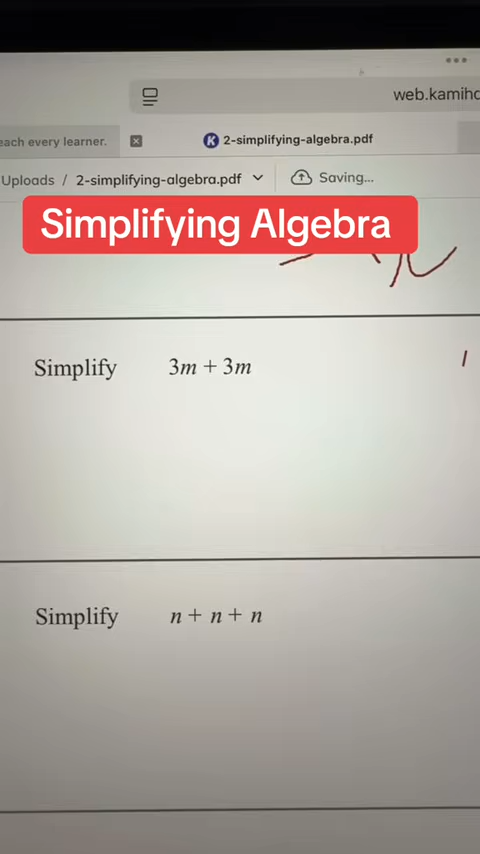 web.kamihc
each every learner.
2-simplifying-algebra.pdf
Uploads / 2-simplifying-algebra.pdf
Saving...
Simplifying Algebra
Simplify 3m + 3m
Simplify n + n + n